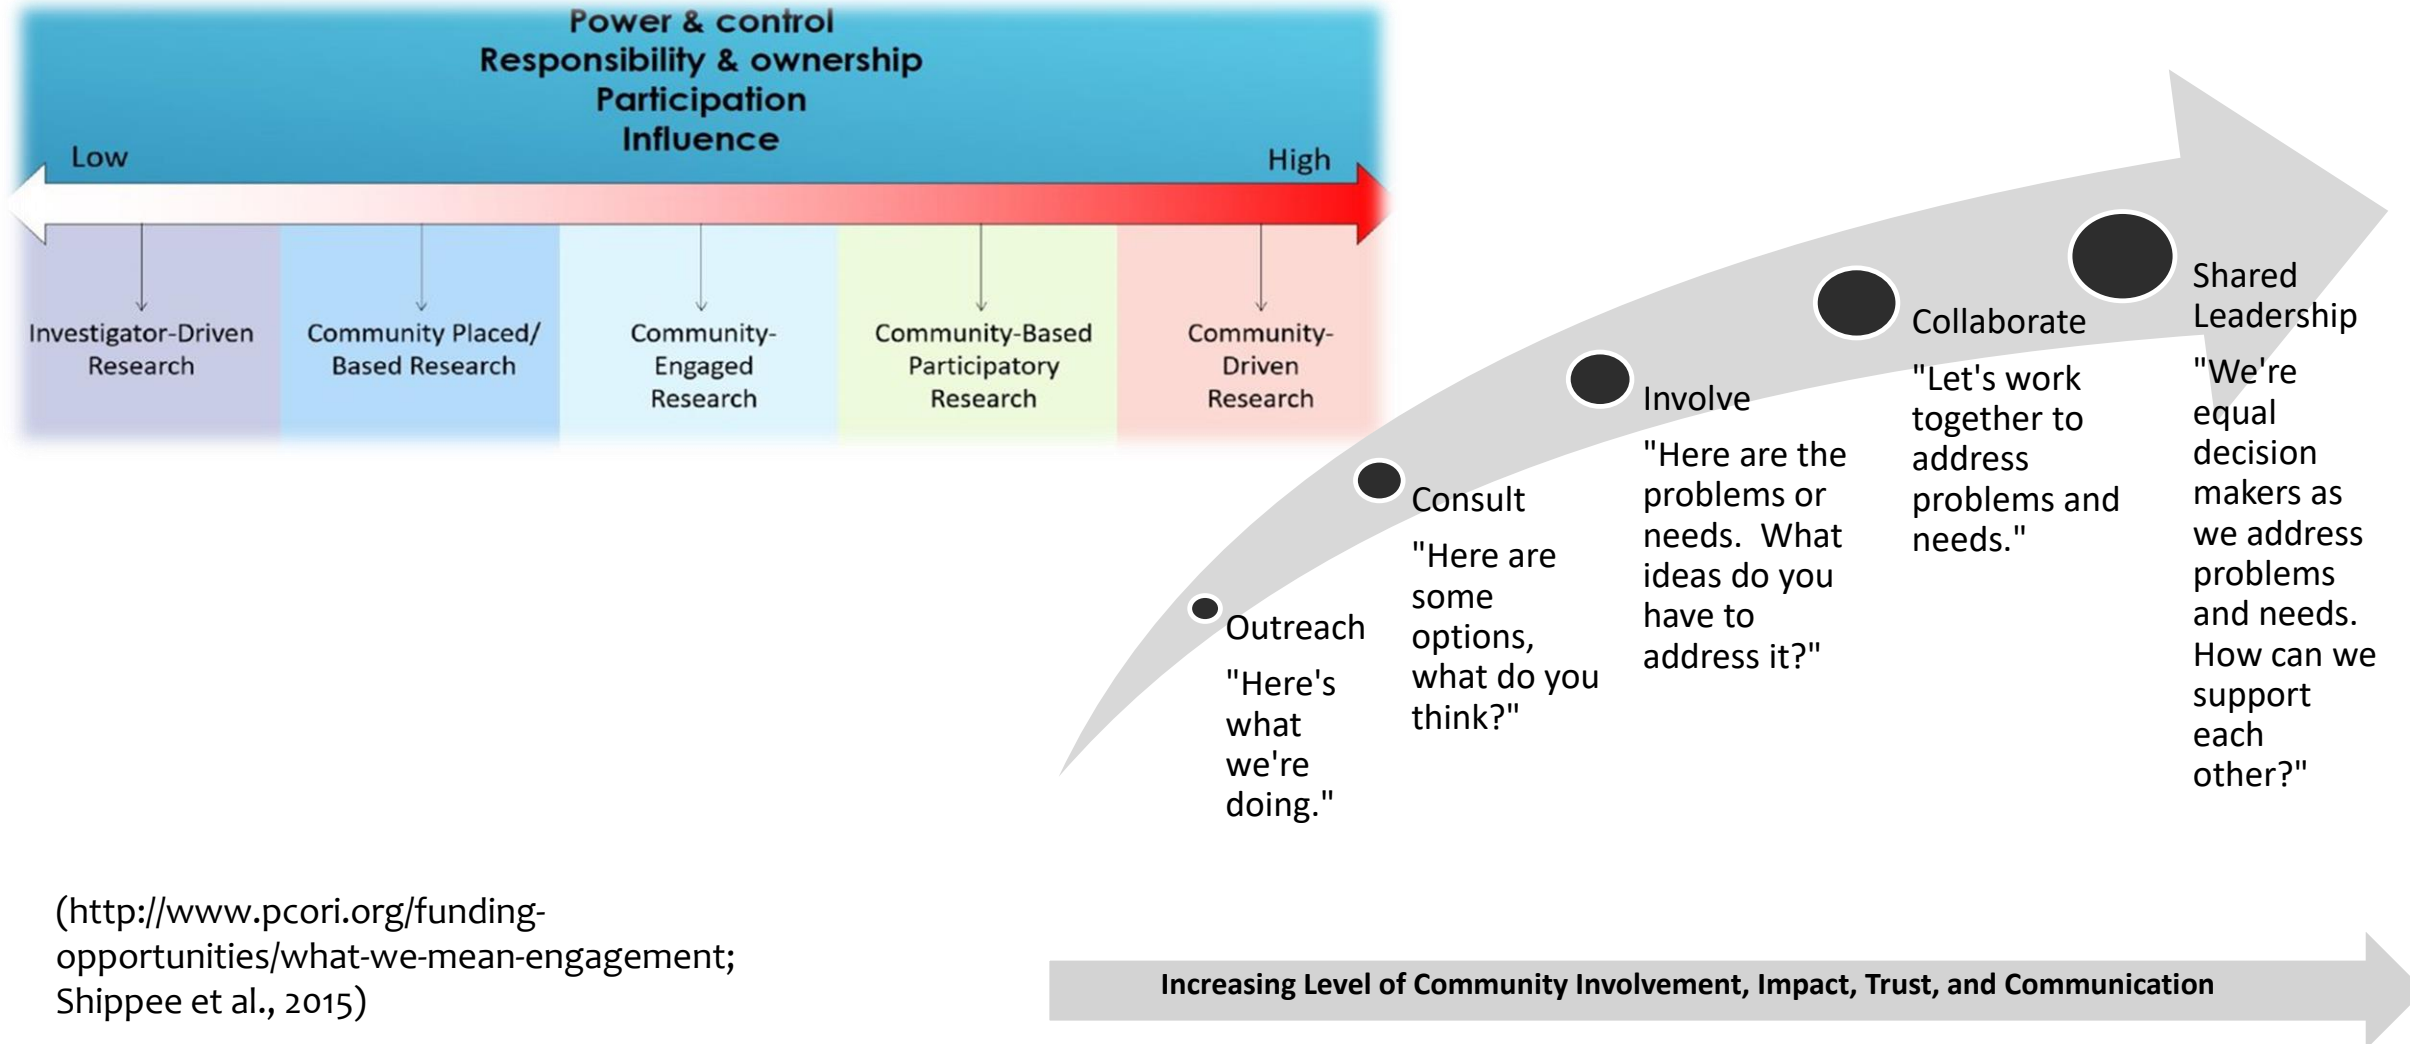 Power & control
Responsibility & ownership
Participation
Influence
Low
High
Investigator-Driven
Research
Community Placed/
Based Research
Community-
Engaged
Research
Community-Based
Participatory
Research
Community-
Driven
Research
Outreach
"Here's
what
we're
doing."
Consult
"Here are
some
options,
what do you
think?"
Involve
"Here are the
problems or
needs.  What
ideas do you
have to
address it?"
Collaborate
"Let's work
together to
address
problems and
needs."
Shared
Leadership
"We're
equal
decision
makers as
we address
problems
and needs.
How can we
support
each
other?"
(http://www.pcori.org/funding-
opportunities/what-we-mean-engagement;
Shippee et al., 2015)
Increasing Level of Community Involvement, Impact, Trust, and Communication